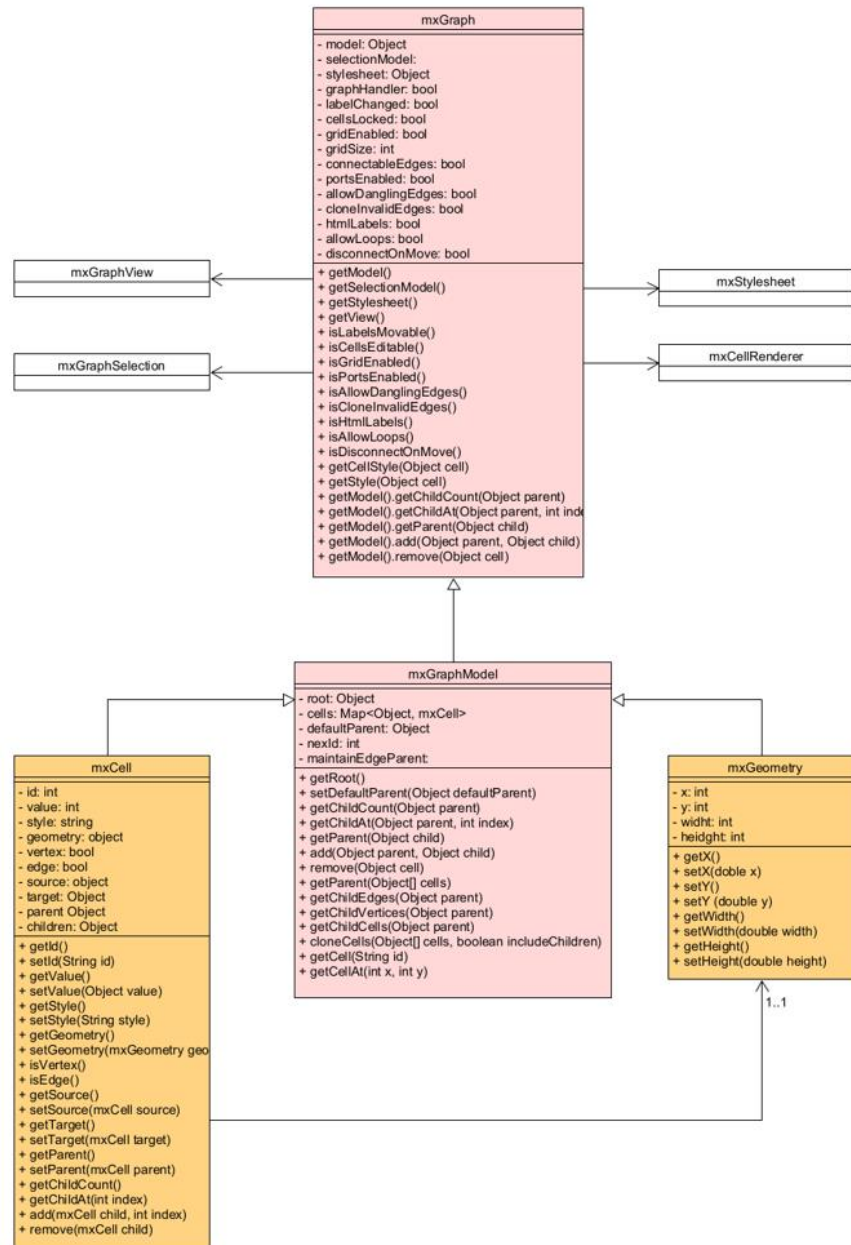 mxGraph
- model: Object
- selectionModel:
- stylesheet: Object
- graphHandler: bool
- labelChanged: bool
- cellsLocked: bool
- gridEnabled: bool
- gridSize: int
- connectableEdges: bool
- portsEnabled: bool
- allowDanglingEdges: bool
- cloneInvalidEdges: bool
- htmlLabels: bool
- allowLoops: bool
- disconnectOnMove: bool
+ getModel()
+ getSelectionModel()
+ getStylesheet()
+ getView()
+ isLabelsMovable()
+ isCellsEditable()
+ isGridEnabled()
+ isPortsEnabled()
+ isAllowDanglingEdges()
+ isCloneInvalidEdges()
+ isHtmlLabels()
+ isAllowLoops()
+ isDisconnectOnMove()
+ getCellStyle(Object cell)
+ getStyle(Object cell)
+ getModel().getChildCount(Object parent)
+ getModel().getChildAt(Object parent, int inde
+ getModel().getParent(Object child)
+ getModel().add(Object parent, Object child)
+ getModel().remove(Object cell)
mxGraphView
mxGraphSelection
mxStylesheet
mxCellRenderer
mxGraphModel
- root: Object
- cells: Map<Object, mxCell>
- defaultParent: Object
- nexId: int
- maintainEdgeParent:
+ getRoot()
+ setDefaultParent(Object defaultParent)
+ getChildCount(Object parent)
+ getChildAt(Object parent, int index)
+ getParent(Object child)
+ add(Object parent, Object child)
+ remove(Object cell)
+ getParent(Object[] cells)
+ getChildEdges(Object parent)
+ getChildVertices(Object parent)
+ getChildCells(Object parent)
+ cloneCells(Object[] cells, boolean includeChildren)
+ getCell(String id)
+ getCellAt(int x, int y)
mxCell
- id: int
- value: int
- style: string
- geometry: object
- vertex: bool
- edge: bool
- source: object
- target: Object
- parent Object
- children: Object
+ getId()
+ setId(String id)
+ getValue()
+ setValue(Object value)
+ getStyle()
+ setStyle(String style)
+ getGeometry()
+ setGeometry(mxGeometry geo
+ isVertex()
+ isEdge()
+ getSource()
+ setSource(mxCell source)
+ getTarget()
+ setTarget(mxCell target)
+ getParent()
+ setParent(mxCell parent)
+ getChildCount()
+ getChildAt(int index)
+ add(mxCell child, int index)
+ remove(mxCell child)
mxGeometry
- x: int
- y: int
- widht: int
- heidght: int
+ getX()
+ setX(doble x)
+ setY()
+ setY (double y)
+ getWidth()
+ setWidth(double width)
+ getHeight()
+ setHeight(double height)
1..1